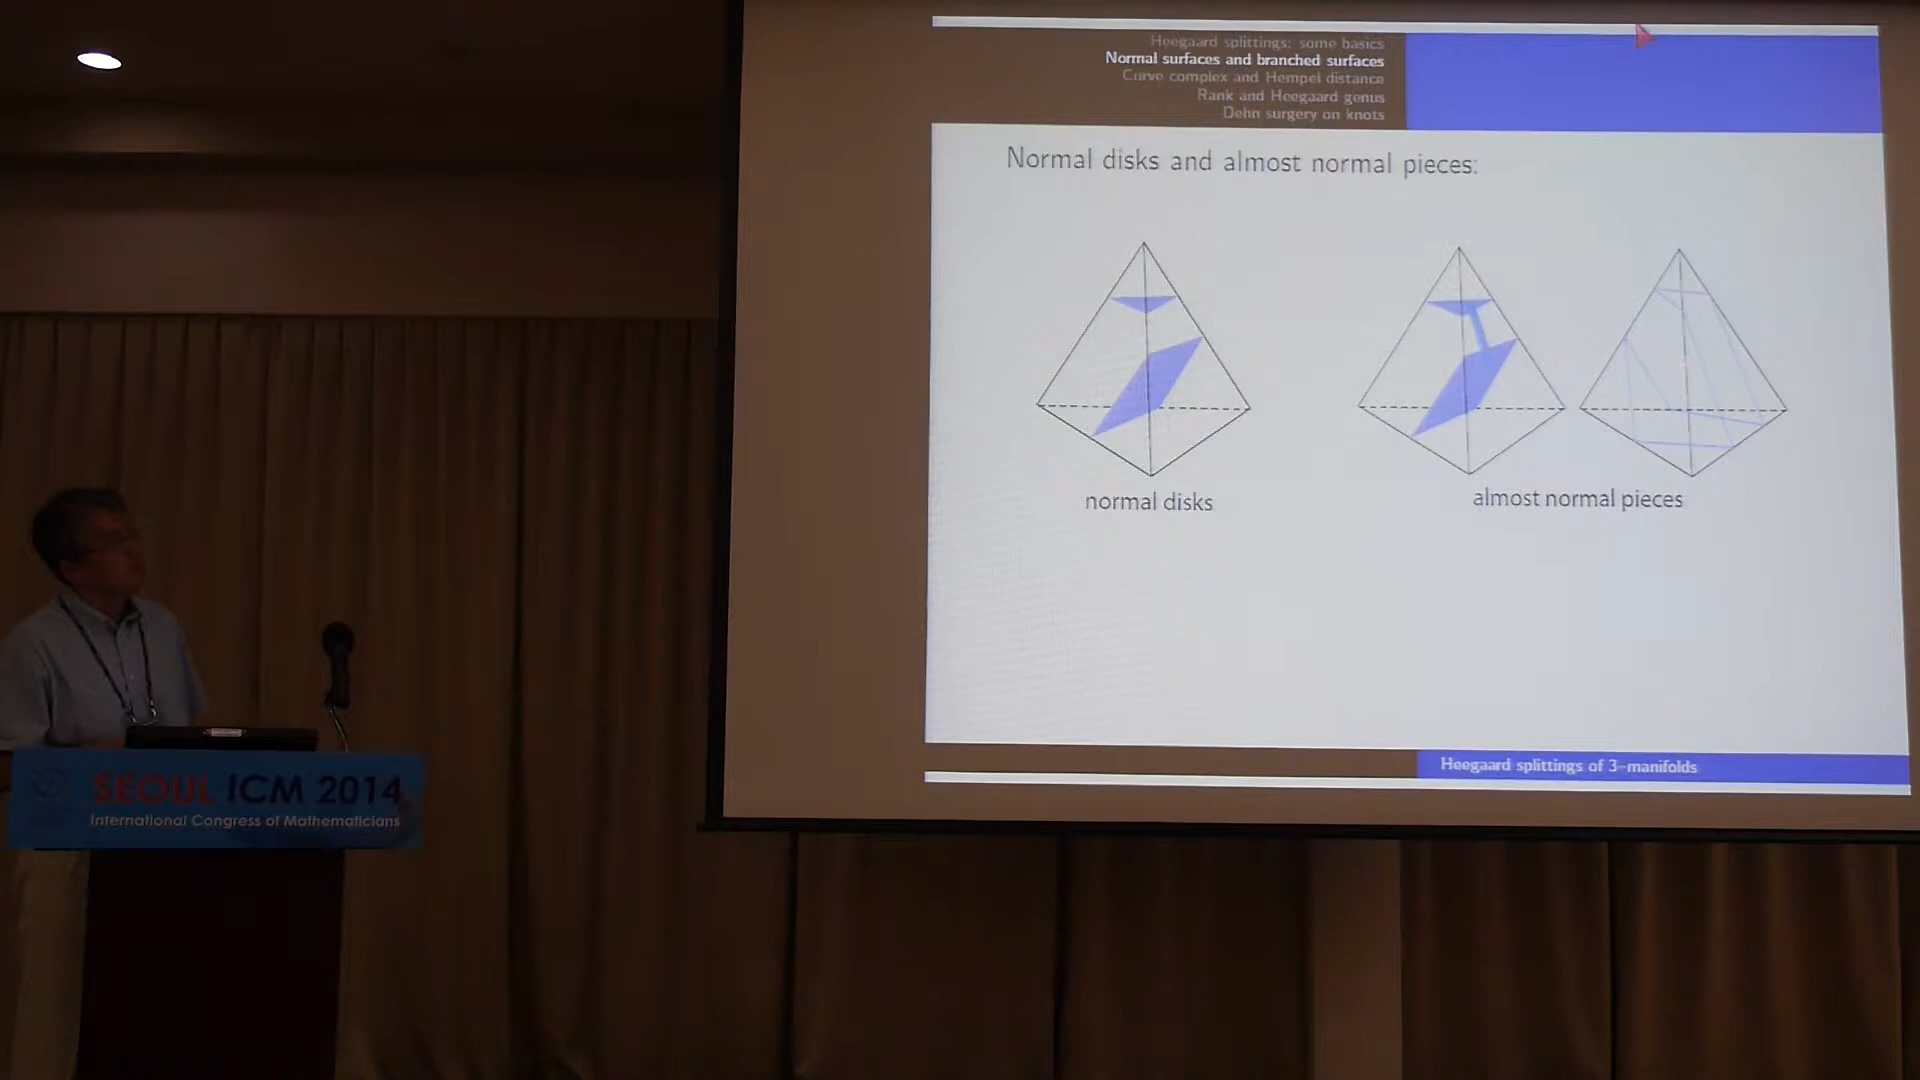 Heegaard splittings: some basics
Normal surfaces and branched surfaces
Curve complex and Hempel distance
Rank and Heegaard genus
Dehn surgery on knots
Normal disks and almost normal pieces:
normal disks
almost normal pieces
Heegaard splittings of 3-manifolds
SEOUL ICM 2014
International Congress of Mathematicians